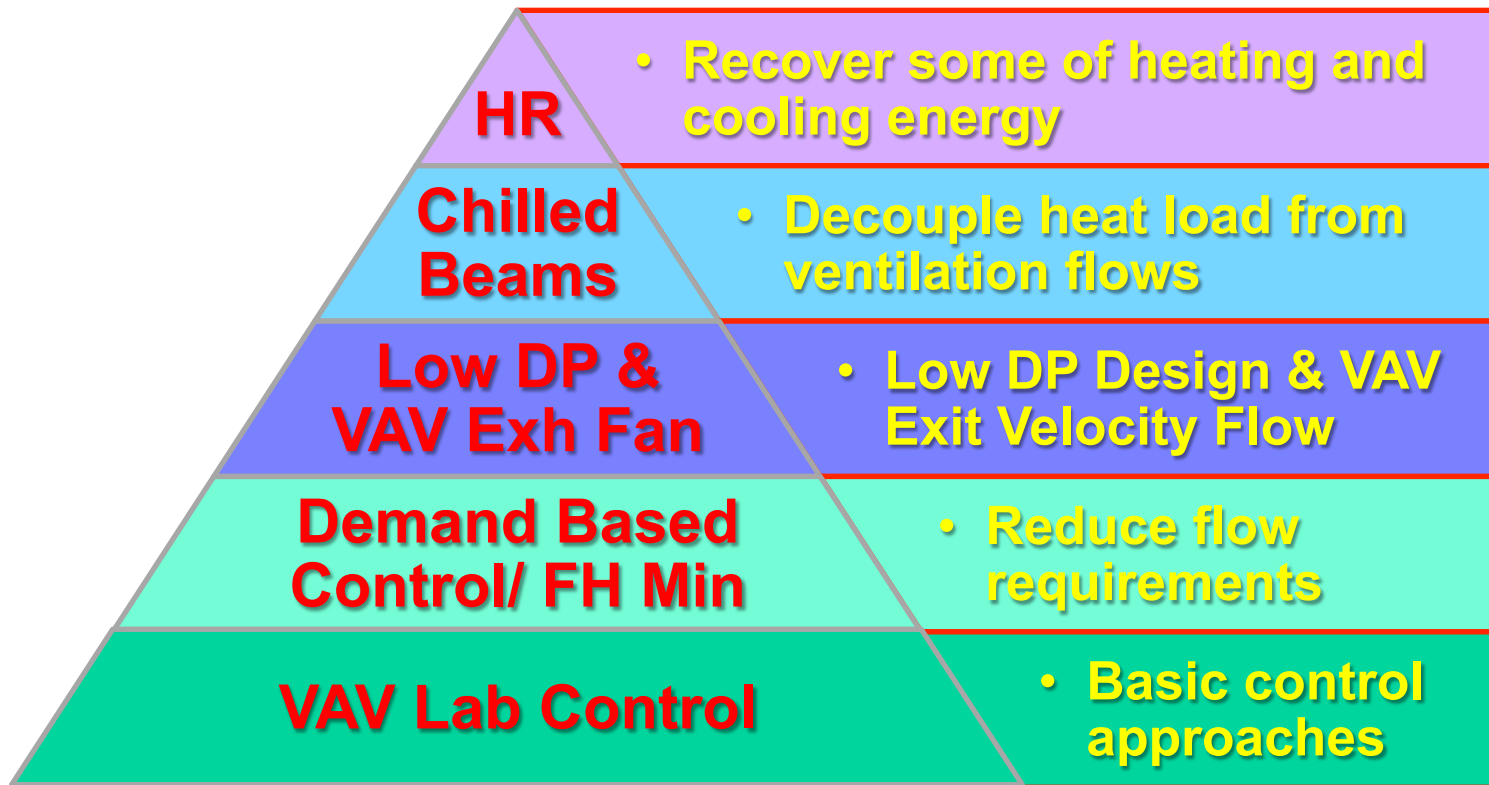 HR
• Recover some of heating and
cooling energy
Chilled
Beams
• Decouple heat load from
ventilation flows
Low DP &
VAV Exh Fan
• Low DP Design & VAV
Exit Velocity Flow
Demand Based
Control/ FH Min
• Reduce flow
requirements
VAV Lab Control
• Basic control
approaches